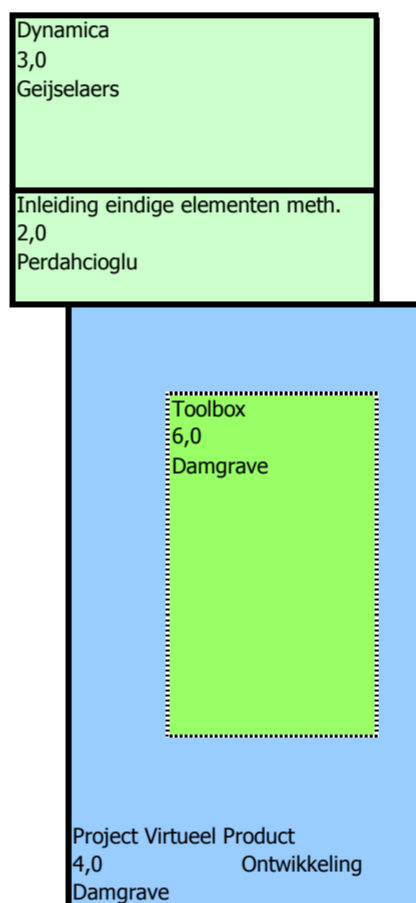 Dynamica
3,0
Geijselaers
Inleiding eindige elementen meth.
2,0
Perdahcioglu
Toolbox
6,0
Damgrave
Project Virtueel Product
4,0 Ontwikkeling
Damgrave